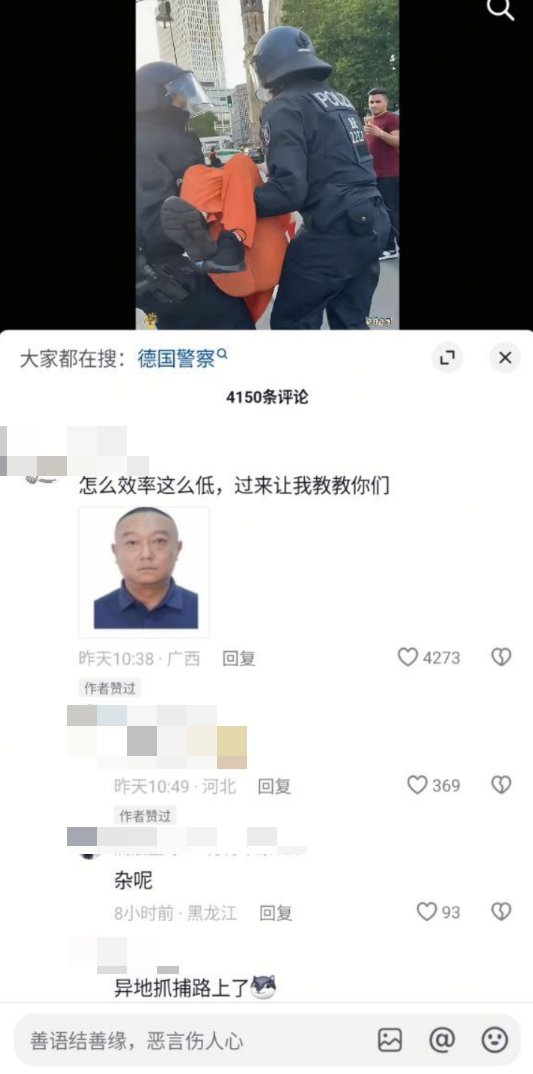 POLIZ
BE
大家都在搜：德国警察
4150条评论
怎么效率这么低，过来让我教教你们
昨天10:38 · 广西 回复 4273
作者赞过
昨天10:49 · 河北 回复 369
作者赞过
杂呢
8小时前 · 黑龙江 回复 93
异地抓捕路上了
善语结善缘，恶言伤人心